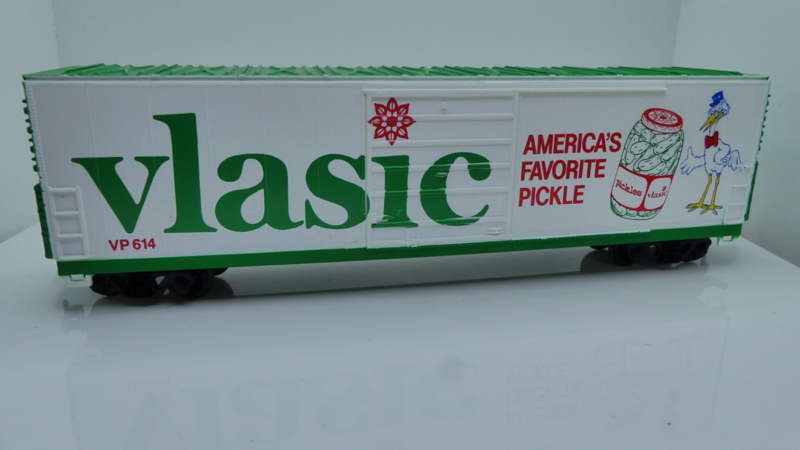 vlasic
VP 614
AMERICA'S
FAVORITE
PICKLE
pickles vlasic